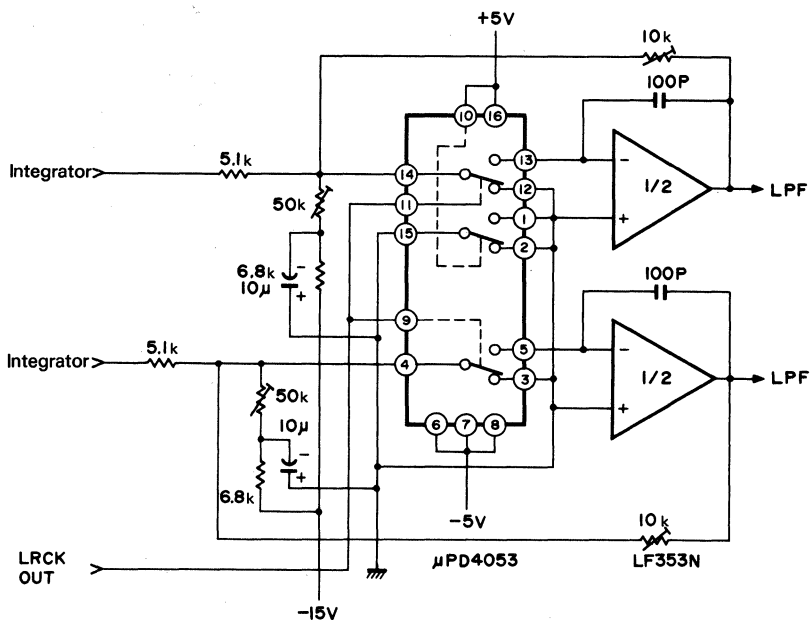 +5V
10k
100P
10
16
13
5.1k
Integrator
14
12
1/2
LPF
50k
11
1
15
2
6.8k
10μ
100P
9
5
5.1k
Integrator
4
3
1/2
LPF
50k
10μ
6
7
8
6.8k
-5V
10k
LRCK
OUT
μPD4053
LF353N
-15V